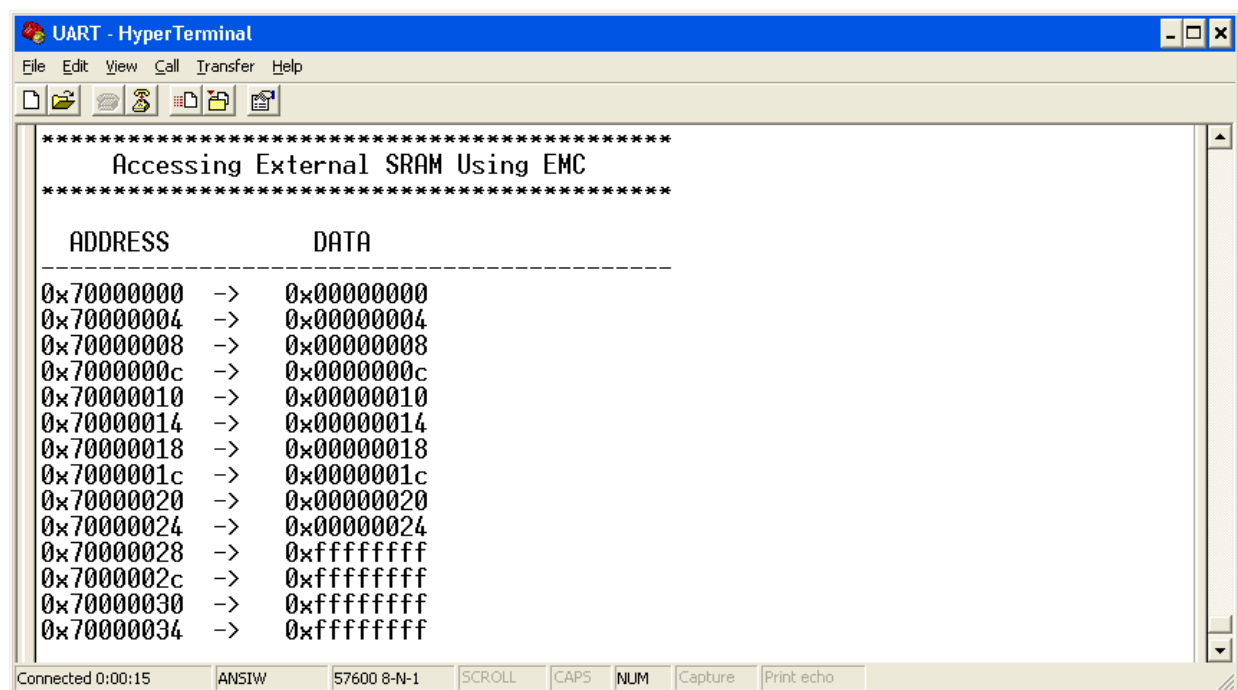 UART - HyperTerminal
File Edit View Call Transfer Help
********************************************
Accessing External SRAM Using EMC
********************************************
ADDRESS DATA
--------------------------------------------
0x70000000 -> 0x00000000
0x70000004 -> 0x00000004
0x70000008 -> 0x00000008
0x7000000c -> 0x0000000c
0x70000010 -> 0x00000010
0x70000014 -> 0x00000014
0x70000018 -> 0x00000018
0x7000001c -> 0x0000001c
0x70000020 -> 0x00000020
0x70000024 -> 0x00000024
0x70000028 -> 0xffffffff
0x7000002c -> 0xffffffff
0x70000030 -> 0xffffffff
0x70000034 -> 0xffffffff
Connected 0:00:15 ANSIW 57600 8-N-1 SCROLL CAPS NUM Capture Print echo